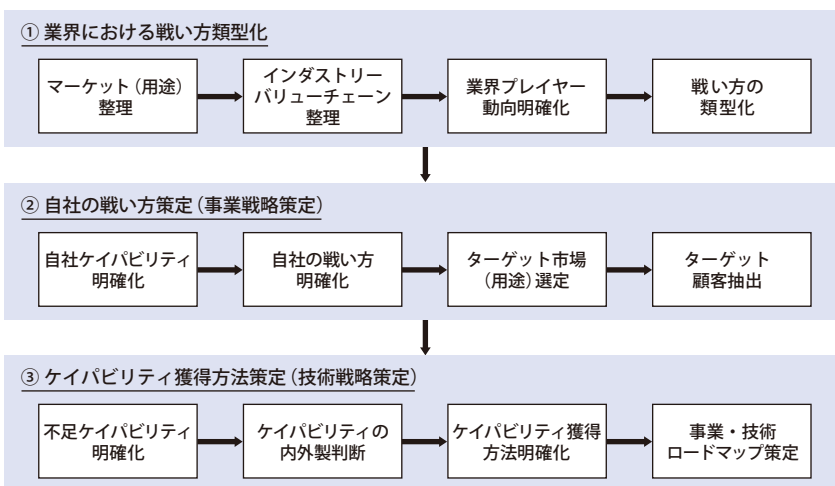 ① 業界における戦い方類型化
マーケット（用途）
整理
インダストリー
バリューチェーン
整理
業界プレイヤー
動向明確化
戦い方の
類型化
② 自社の戦い方策定（事業戦略策定）
自社ケイパビリティ
明確化
自社の戦い方
明確化
ターゲット市場
（用途）選定
ターゲット
顧客抽出
③ ケイパビリティ獲得方法策定（技術戦略策定）
不足ケイパビリティ
明確化
ケイパビリティの
内外製判断
ケイパビリティ獲得
方法明確化
事業・技術
ロードマップ策定